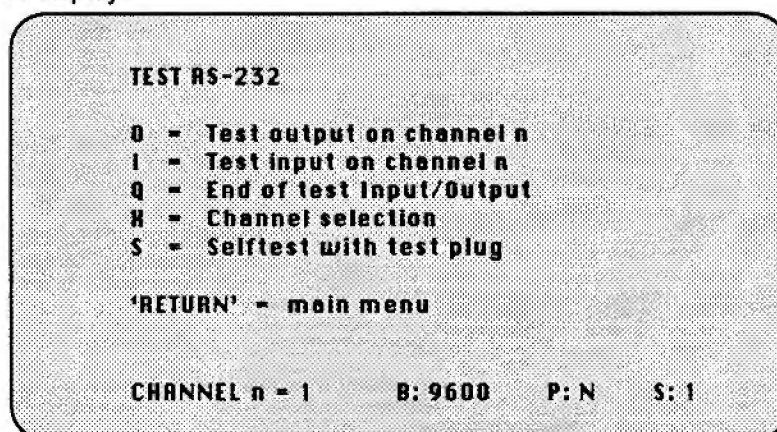 TEST RS-232
O = Test output on channel n
I = Test input on channel n
Q = End of test Input/Output
X = Channel selection
S = Selftest with test plug
'RETURN' = main menu
CHANNEL n = 1 B: 9600 P: N S: 1